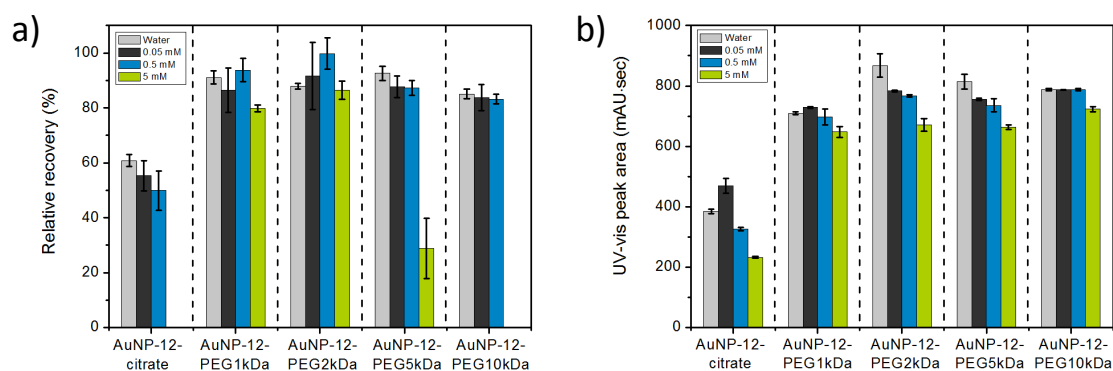 a)
Relative recovery (%)
100
80
60
40
20
0
Water
0.05 mM
0.5 mM
5 mM
AuNP-12- AuNP-12- AuNP-12- AuNP-12- AuNP-12-
citrate PEG1kDa PEG2kDa PEG5kDa PEG10kDa
b)
UV-vis peak area (mAU·sec)
1000
800
600
400
200
0
Water
0.05 mM
0.5 mM
5 mM
AuNP-12- AuNP-12- AuNP-12- AuNP-12- AuNP-12-
citrate PEG1kDa PEG2kDa PEG5kDa PEG10kDa